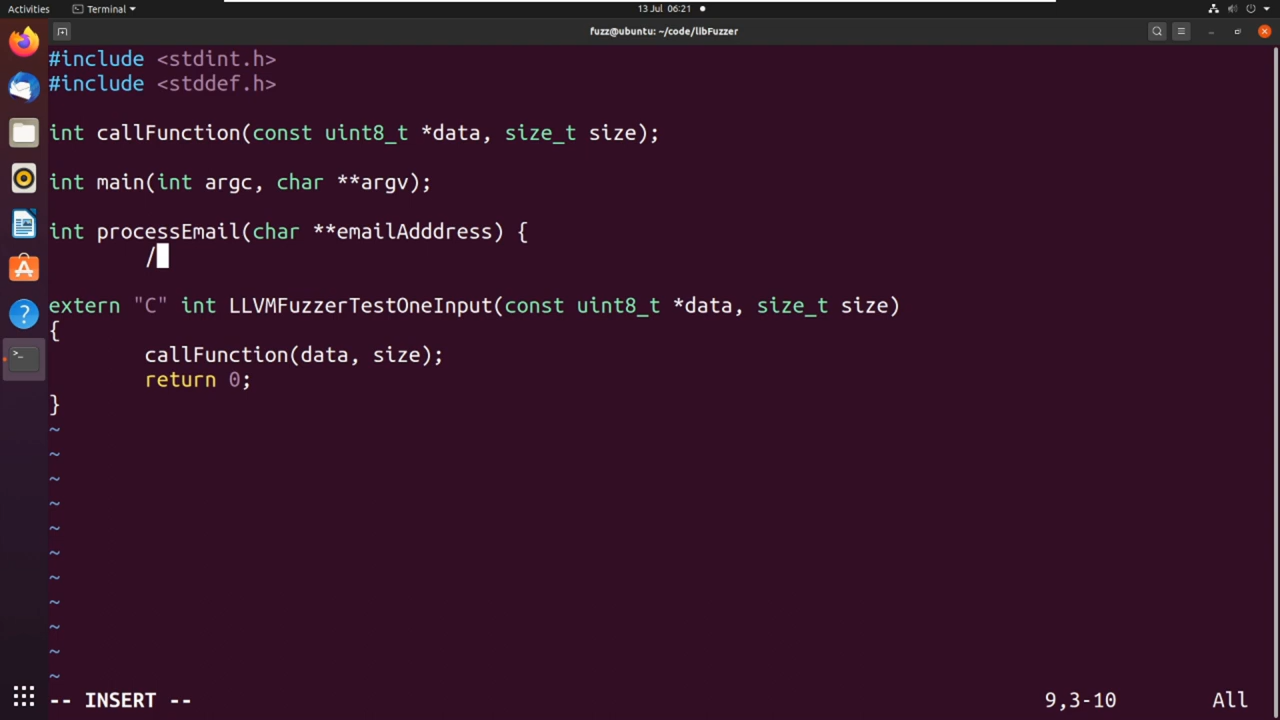 Activities Terminal 13 Jul 06:21
fuzz@ubuntu: ~/code/libFuzzer
#include <stdint.h>
#include <stddef.h>
int callFunction(const uint8_t *data, size_t size);
int main(int argc, char **argv);
int processEmail(char **emailAdddress) {
/
extern "C" int LLVMFuzzerTestOneInput(const uint8_t *data, size_t size)
{
callFunction(data, size);
return 0;
}
~
~
~
~
~
~
~
~
~
~
~
-- INSERT -- 9,3-10 All